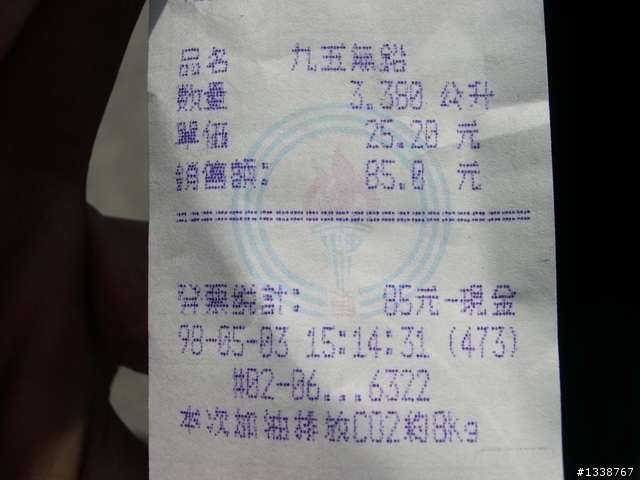 品名 九五無鉛
數量 3.380 公升
單價 25.20 元
銷售額: 85.0 元
發票總計: 85元-現金
98-05-03 15:14:31 (473)
#02-06...6322
本次加油排放CO2約8Kg
#1338767